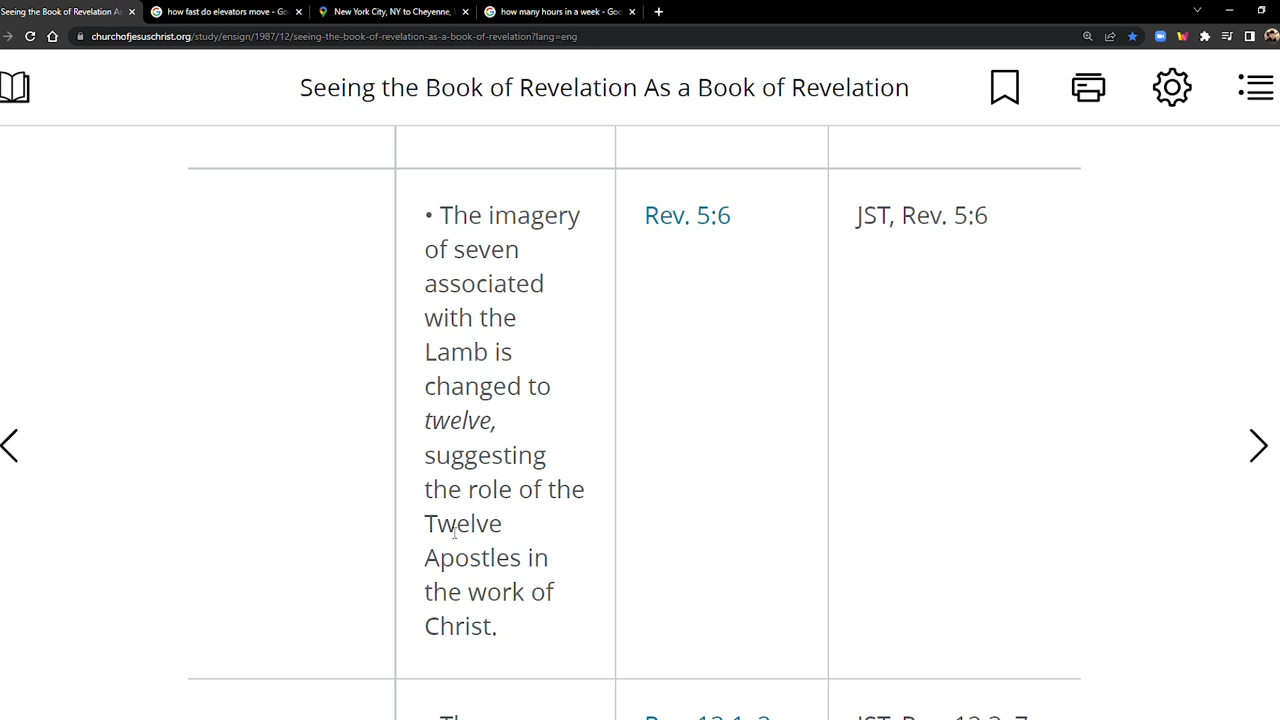 Seeing the Book of Revelation As
how fast do elevators move - Go
New York City, NY to Cheyenne,
how many hours in a week - Goo
churchofjesuschrist.org/study/ensign/1987/12/seeing-the-book-of-revelation-as-a-book-of-revelation?lang=eng
Seeing the Book of Revelation As a Book of Revelation
• The imagery
of seven
associated
with the
Lamb is
changed to
twelve,
suggesting
the role of the
Twelve
Apostles in
the work of
Christ.
Rev. 5:6
JST, Rev. 5:6